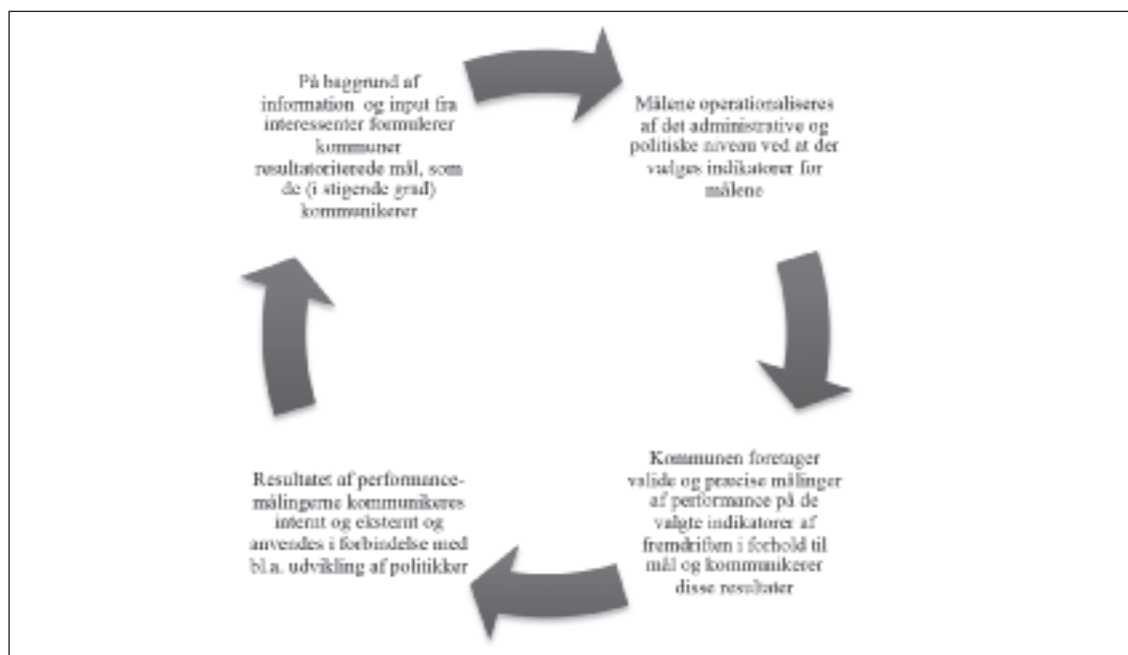 På baggrund af
information og input fra
interessenter formulerer
kommuner
resultatoriterede mål, som
de (i stigende grad)
kommunikerer
Målene operationaliseres
af det administrative og
politiske niveau ved at der
vælges indikatorer for
målene
Kommunen foretager
valide og præcise målinger
af performance på de
valgte indikatorer af
fremdriften i forhold til
mål og kommunikerer
disse resultater
Resultatet af performance-
målingerne kommunikeres
internt og eksternt og
anvendes i forbindelse med
bl.a. udvikling af politikker